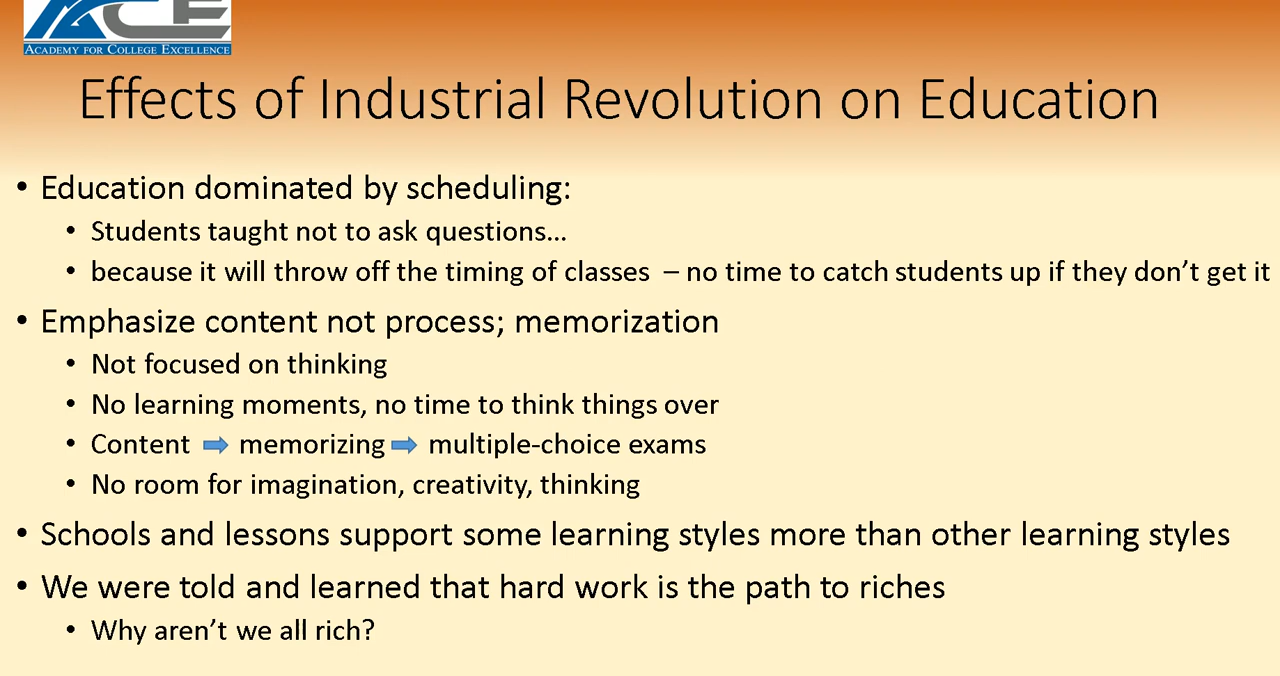 ACE
ACADEMY FOR COLLEGE EXCELLENCE
Effects of Industrial Revolution on Education
• Education dominated by scheduling:
• Students taught not to ask questions...
• because it will throw off the timing of classes – no time to catch students up if they don't get it
• Emphasize content not process; memorization
• Not focused on thinking
• No learning moments, no time to think things over
• Content ➡ memorizing ➡ multiple-choice exams
• No room for imagination, creativity, thinking
• Schools and lessons support some learning styles more than other learning styles
• We were told and learned that hard work is the path to riches
• Why aren't we all rich?